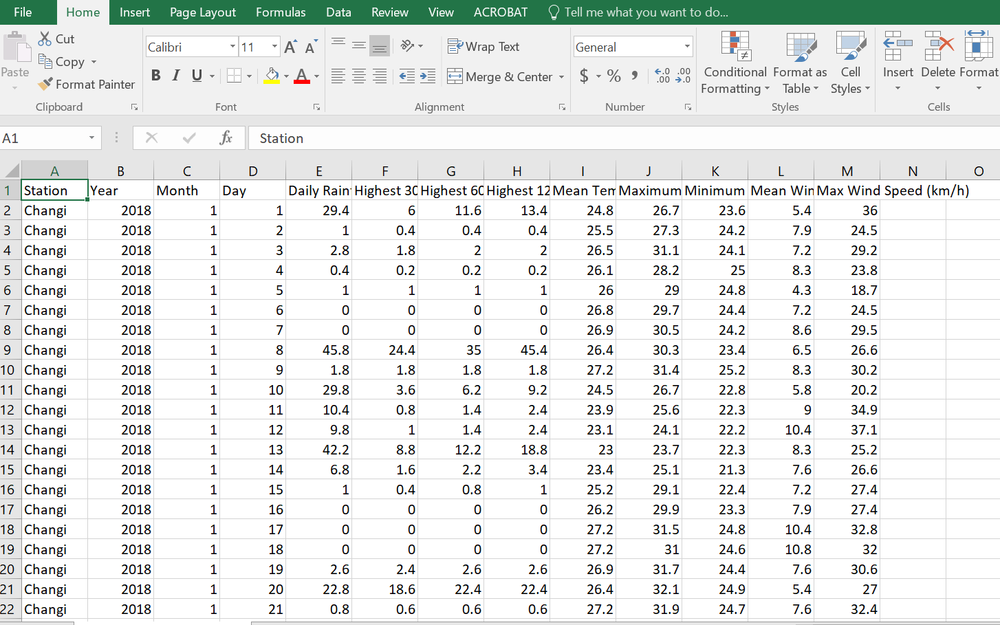 File Home Insert Page Layout Formulas Data Review View ACROBAT Tell me what you want to do...
Cut
Copy
Format Painter
Paste
Clipboard
Calibri 11 A A
B I U A
Font
Wrap Text
Merge & Center
Alignment
General
$ % , .0 .00 .00 .0
Number
Conditional Formatting
Format as Table
Cell Styles
Styles
Insert Delete Format
Cells
A1 fx Station
A B C D E F G H I J K L M N O
1 Station Year Month Day Daily Rain Highest 30 Highest 60 Highest 12 Mean Tem Maximum Minimum Mean Win Max Wind Speed (km/h)
2 Changi 2018 1 1 29.4 6 11.6 13.4 24.8 26.7 23.6 5.4 36
3 Changi 2018 1 2 1 0.4 0.4 0.4 25.5 27.3 24.2 7.9 24.5
4 Changi 2018 1 3 2.8 1.8 2 2 26.5 31.1 24.1 7.2 29.2
5 Changi 2018 1 4 0.4 0.2 0.2 0.2 26.1 28.2 25 8.3 23.8
6 Changi 2018 1 5 1 1 1 1 26 29 24.8 4.3 18.7
7 Changi 2018 1 6 0 0 0 0 26.8 29.7 24.4 7.2 24.5
8 Changi 2018 1 7 0 0 0 0 26.9 30.5 24.2 8.6 29.5
9 Changi 2018 1 8 45.8 24.4 35 45.4 26.4 30.3 23.4 6.5 26.6
10 Changi 2018 1 9 1.8 1.8 1.8 1.8 27.2 31.4 25.2 8.3 30.2
11 Changi 2018 1 10 29.8 3.6 6.2 9.2 24.5 26.7 22.8 5.8 20.2
12 Changi 2018 1 11 10.4 0.8 1.4 2.4 23.9 25.6 22.3 9 34.9
13 Changi 2018 1 12 9.8 1 1.4 2.4 23.1 24.1 22.2 10.4 37.1
14 Changi 2018 1 13 42.2 8.8 12.2 18.8 23 23.7 22.3 8.3 25.2
15 Changi 2018 1 14 6.8 1.6 2.2 3.4 23.4 25.1 21.3 7.6 26.6
16 Changi 2018 1 15 1 0.4 0.8 1 25.2 29.1 22.4 7.2 27.4
17 Changi 2018 1 16 0 0 0 0 26.2 29.9 23.3 7.9 27.4
18 Changi 2018 1 17 0 0 0 0 27.2 31.5 24.8 10.4 32.8
19 Changi 2018 1 18 0 0 0 0 27.2 31 24.6 10.8 32
20 Changi 2018 1 19 2.6 2.4 2.6 2.6 26.9 31.7 24.4 7.6 30.6
21 Changi 2018 1 20 22.8 18.6 22.4 22.4 26.4 32.1 24.9 5.4 27
22 Changi 2018 1 21 0.8 0.6 0.6 0.6 27.2 31.9 24.7 7.6 32.4